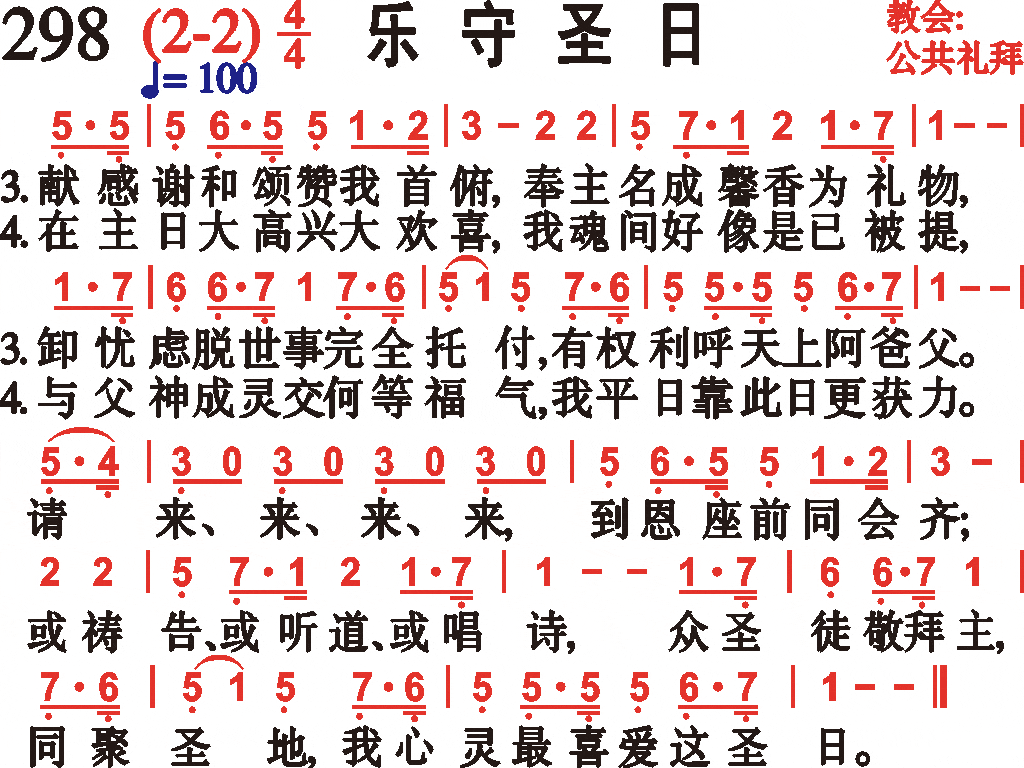 298 (2-2) 4/4 乐守圣日 教会:
♩= 100 公共礼拜
5·5 | 5 6·5 5 1·2 | 3 - 2 2 | 5 7·1 2 1·7 | 1 - - |
3.献感谢和颂赞我首俯, 奉主名成馨香为礼物,
4.在主日大高兴大欢喜, 我魂间好像是已被提,
1·7 | 6 6·7 1 7·6 | 5 1 5 7·6 | 5 5·5 5 6·7 | 1 - - |
3.卸忧虑脱世事完全托付,有权利呼天上阿爸父。
4.与父神成灵交何等福气,我平日靠此日更获力。
5·4 | 3 0 3 0 3 0 3 0 | 5 6·5 5 1·2 | 3 - |
请来、来、来、来, 到恩座前同会齐;
2 2 | 5 7·1 2 1·7 | 1 - - 1·7 | 6 6·7 1 |
或祷告、或听道、或唱诗, 众圣徒敬拜主,
7·6 | 5 1 5 7·6 | 5 5·5 5 6·7 | 1 - - ‖
同聚圣地, 我心灵最喜爱这圣日。